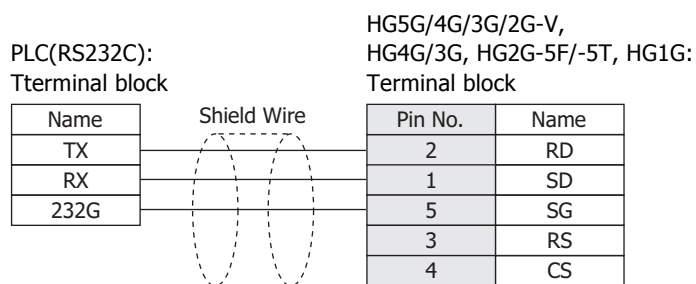 HG5G/4G/3G/2G-V,
PLC(RS232C): HG4G/3G, HG2G-5F/-5T, HG1G:
Tterminal block Terminal block
Name Shield Wire Pin No. Name
TX 2 RD
RX 1 SD
232G 5 SG
3 RS
4 CS